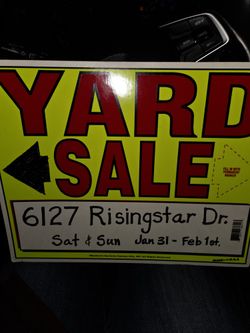 YARD
SALE
6127 Risingstar Dr.
Sat & Sun Jan 31 - Feb 1st.